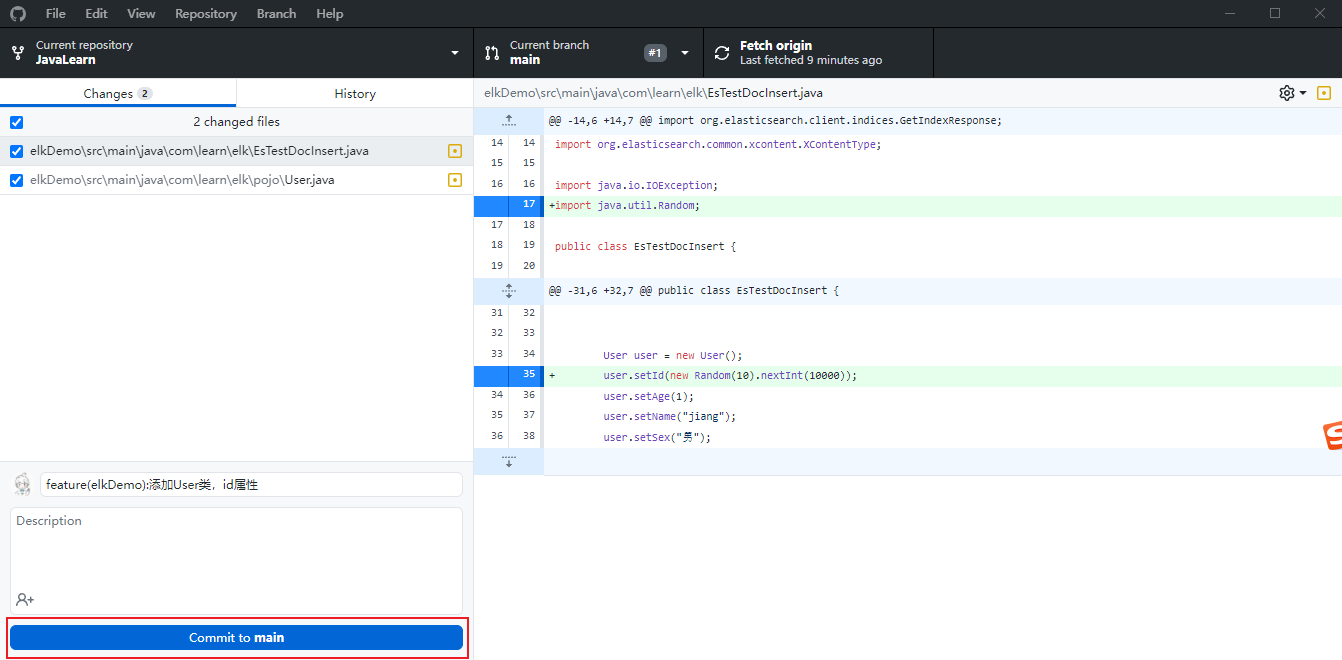 File Edit View Repository Branch Help
Current repository
JavaLearn
Current branch
main
#1
Fetch origin
Last fetched 9 minutes ago
Changes 2
History
2 changed files
elkDemo\src\main\java\com\learn\elk\EsTestDocInsert.java
elkDemo\src\main\java\com\learn\elk\pojo\User.java
feature(elkDemo):添加User类，id属性
Description
Commit to main
elkDemo\src\main\java\com\learn\elk\EsTestDocInsert.java
@@ -14,6 +14,7 @@ import org.elasticsearch.client.indices.GetIndexResponse;
14 14 import org.elasticsearch.common.xcontent.XContentType;
15 15
16 16 import java.io.IOException;
17 +import java.util.Random;
17 18
18 19 public class EsTestDocInsert {
19 20
@@ -31,6 +32,7 @@ public class EsTestDocInsert {
31 32
32 33
33 34 User user = new User();
35 + user.setId(new Random(10).nextInt(10000));
34 36 user.setAge(1);
35 37 user.setName("jiang");
36 38 user.setSex("男");